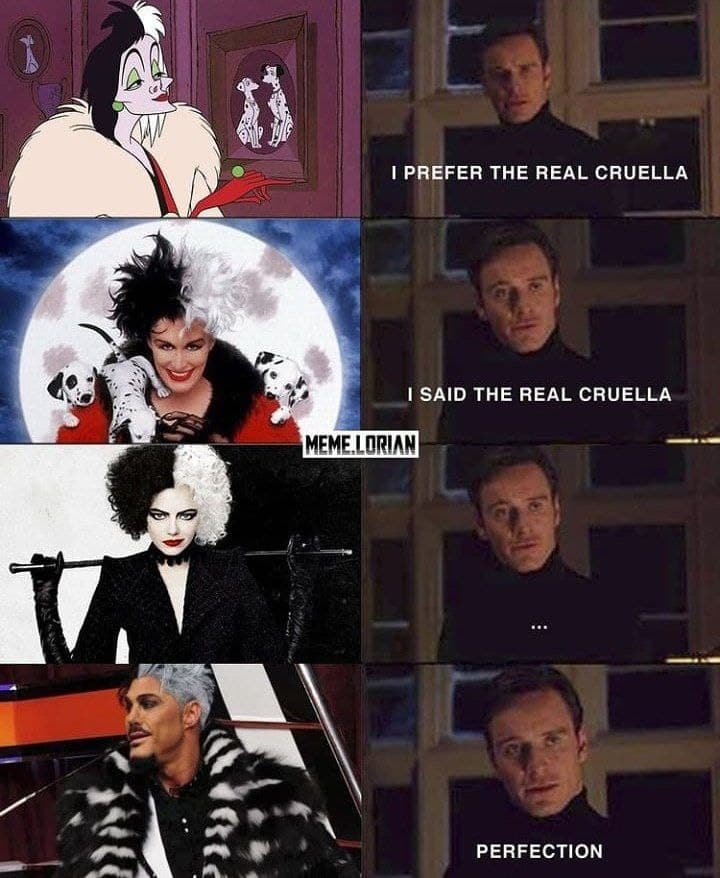 I PREFER THE REAL CRUELLA
I SAID THE REAL CRUELLA
MEME.LORIAN
...
PERFECTION